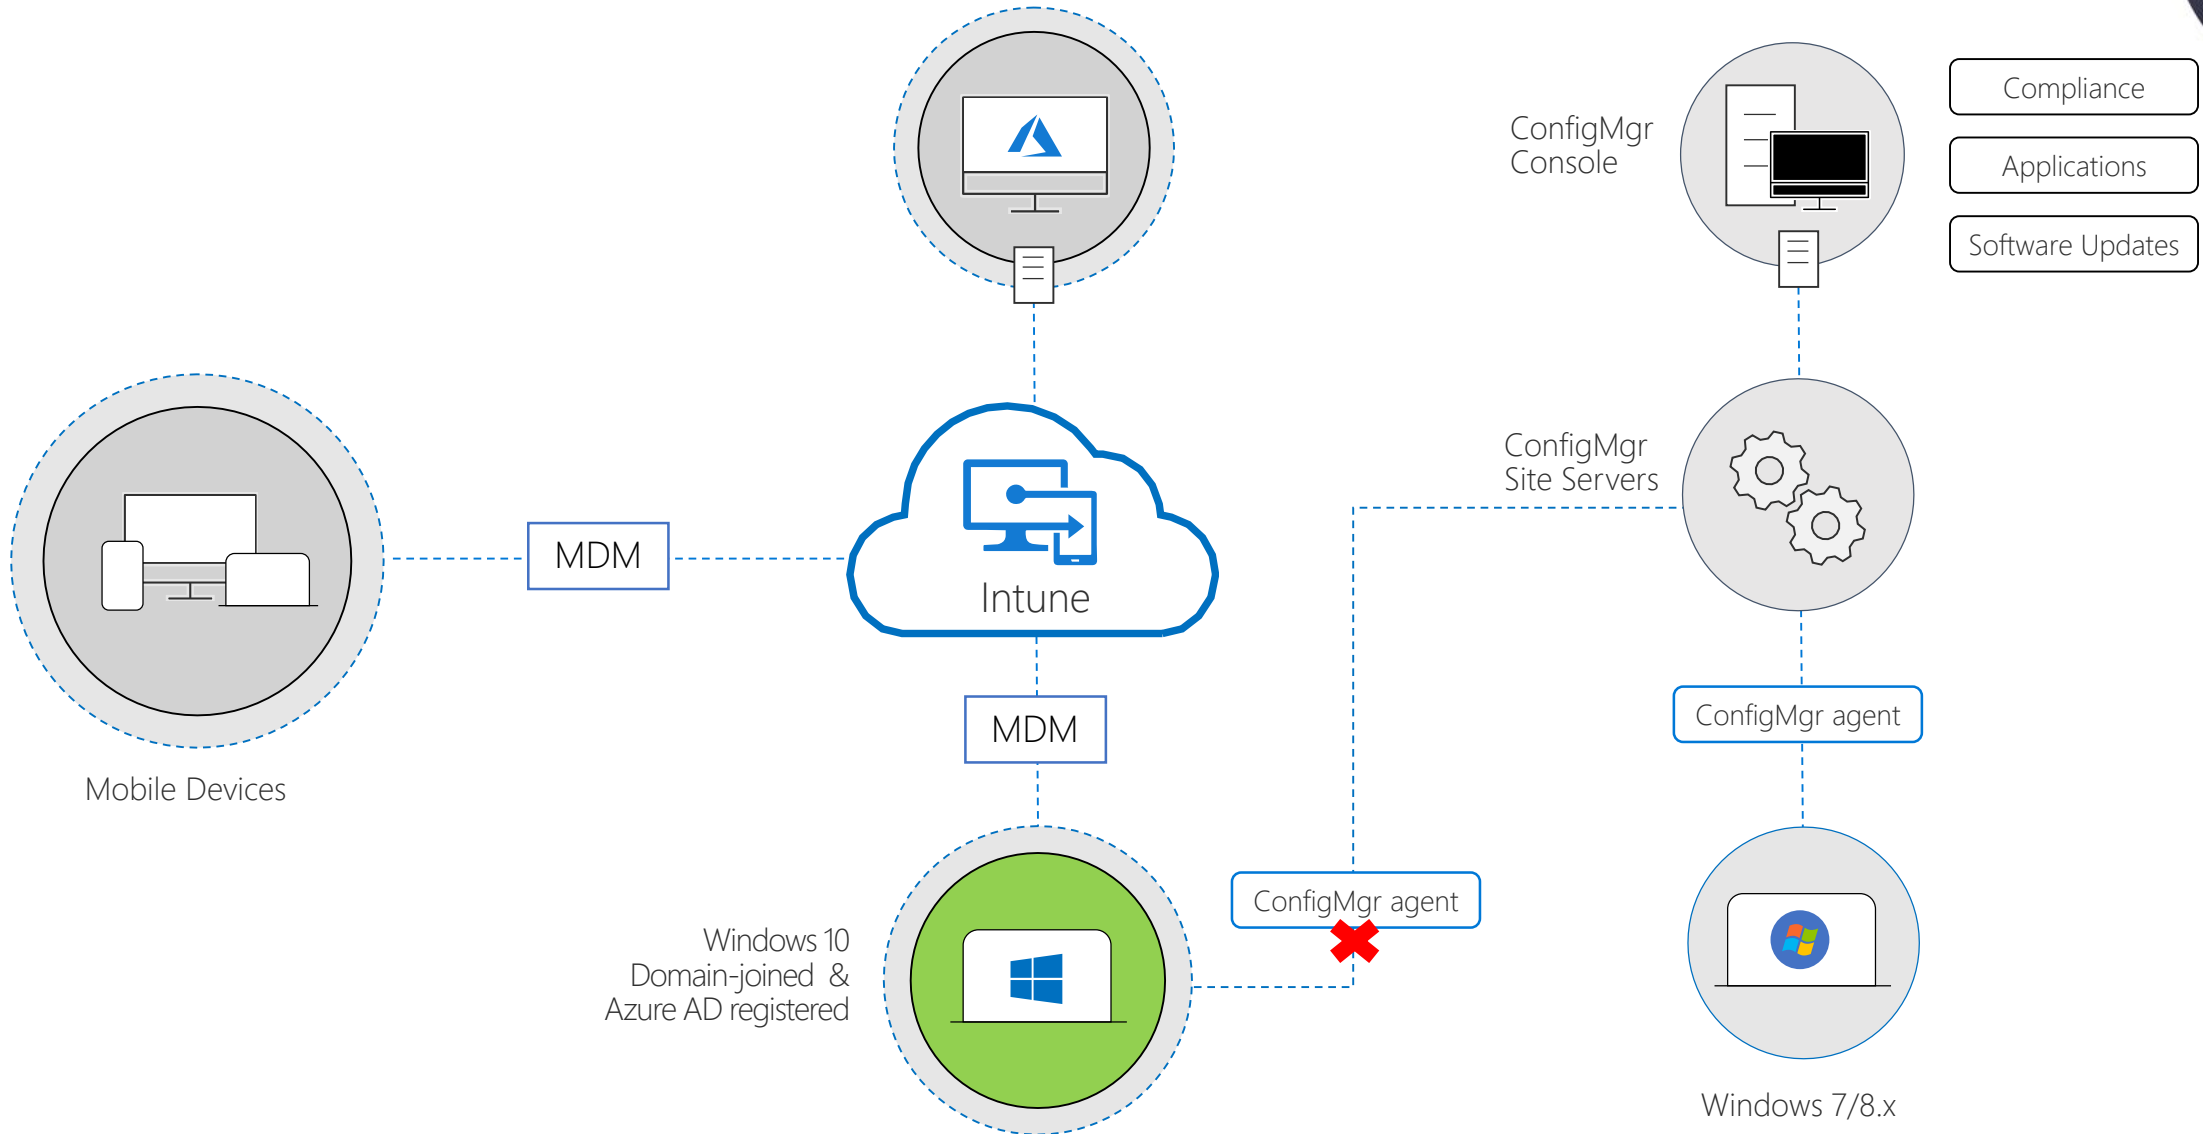 ConfigMgr
Console
Compliance
Applications
Software Updates
ConfigMgr
Site Servers
MDM
Intune
MDM
ConfigMgr agent
Mobile Devices
ConfigMgr agent
Windows 10
Domain-joined &
Azure AD registered
Windows 7/8.x